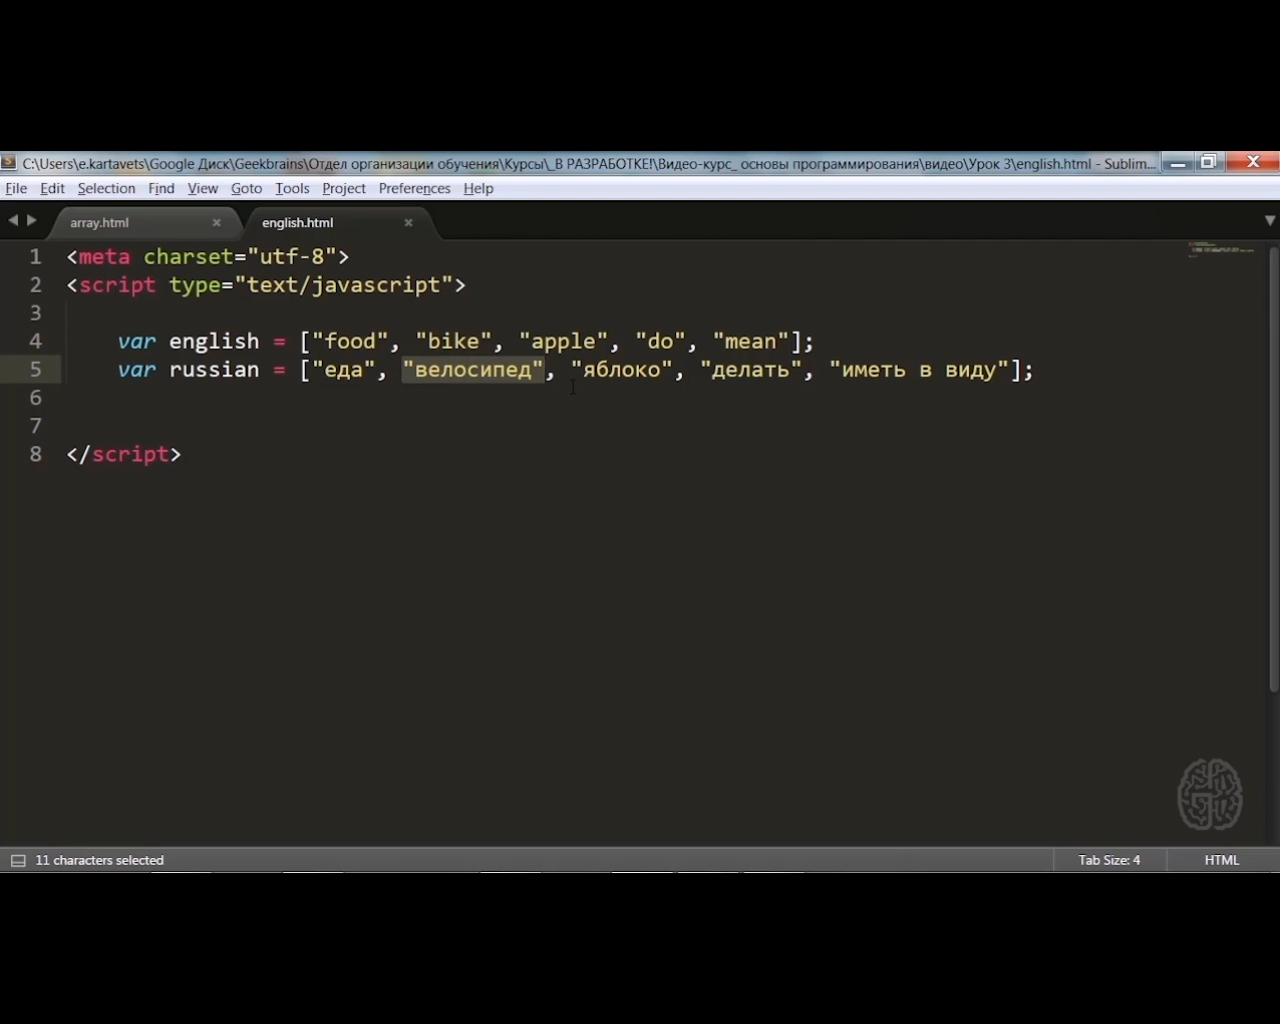 C:\Users\e.kartavets\Google Диск\Geekbrains\Отдел организации обучения\Курсы\_В РАЗРАБОТКЕ!\Видео-курс_ основы программирования\видео\Урок 3\english.html - Sublim...
File Edit Selection Find View Goto Tools Project Preferences Help
array.html × english.html ×
1 <meta charset="utf-8">
2 <script type="text/javascript">
3
4 var english = ["food", "bike", "apple", "do", "mean"];
5 var russian = ["еда", "велосипед", "яблоко", "делать", "иметь в виду"];
6
7
8 </script>
11 characters selected Tab Size: 4 HTML